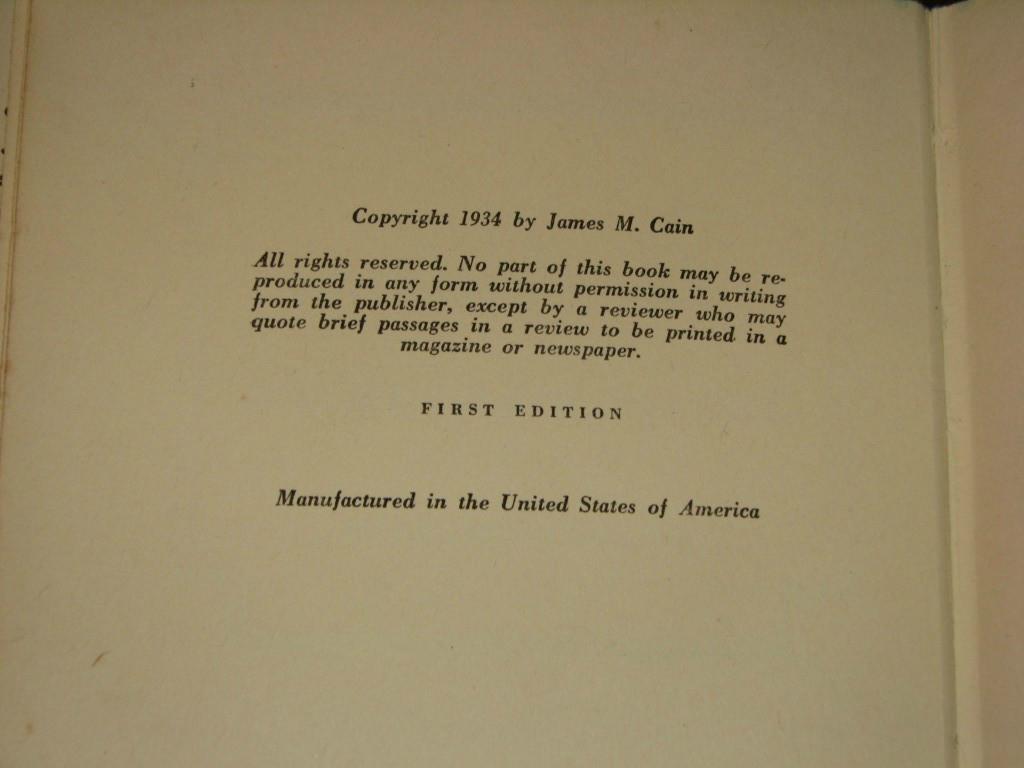 Copyright 1934 by James M. Cain
All rights reserved. No part of this book may be re-
produced in any form without permission in writing
from the publisher, except by a reviewer who may
quote brief passages in a review to be printed in a
magazine or newspaper.
FIRST EDITION
Manufactured in the United States of America